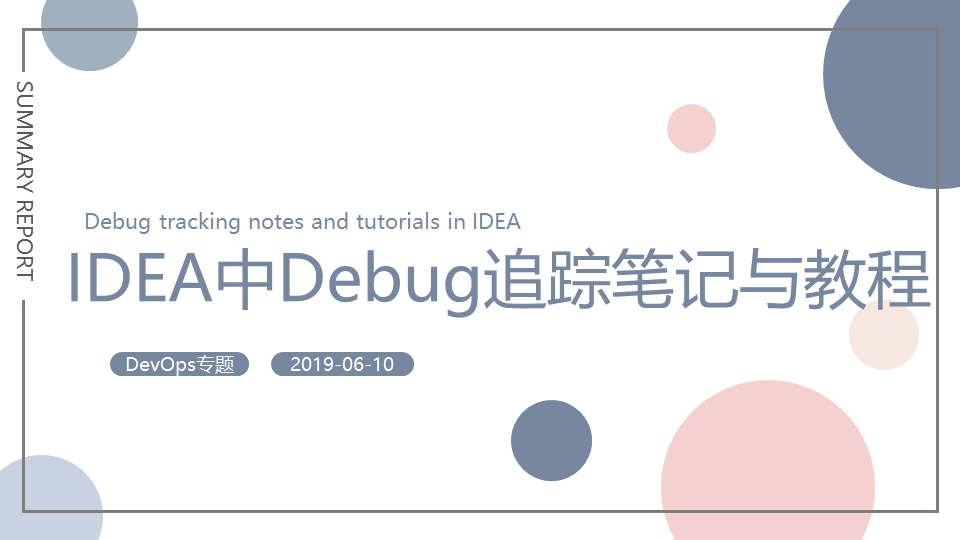 SUMMARY REPORT
Debug tracking notes and tutorials in IDEA
IDEA中Debug追踪笔记与教程
DevOps专题
2019-06-10